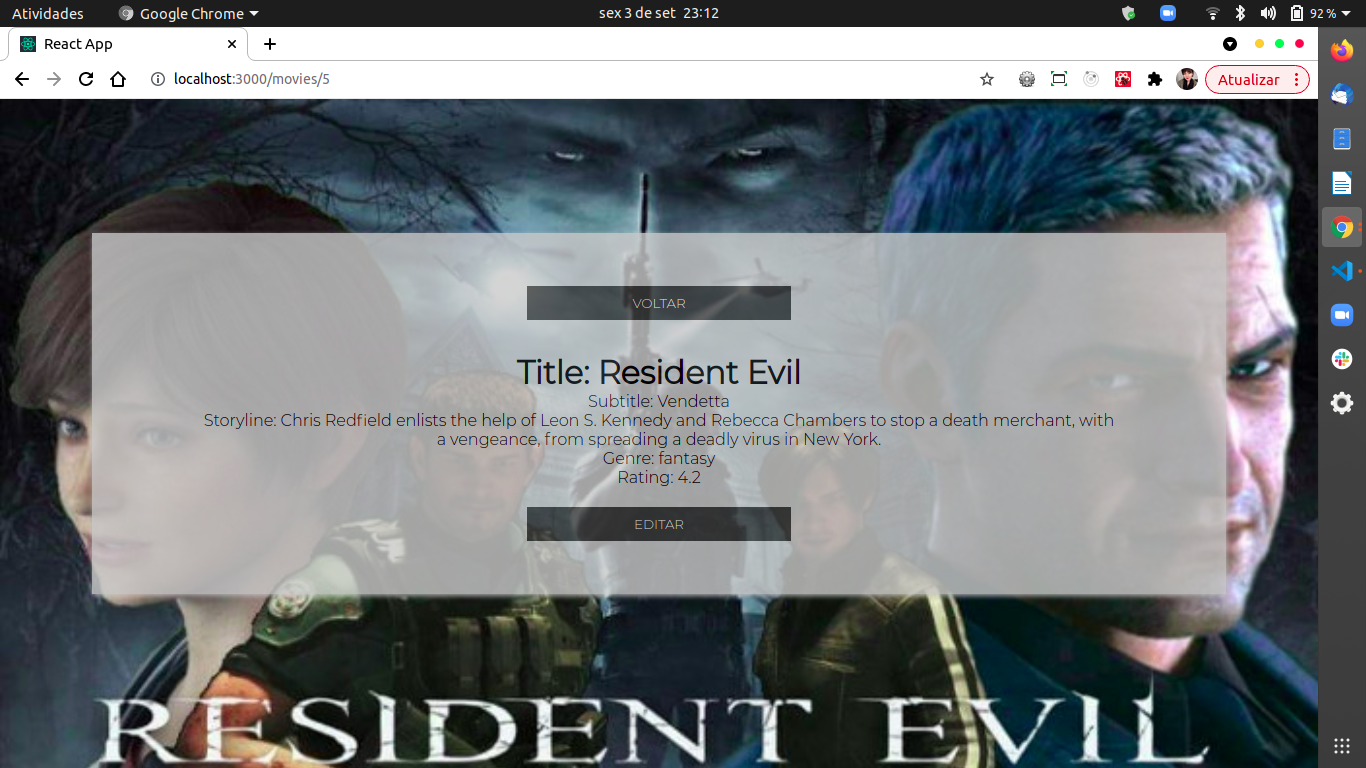 Atividades
Google Chrome
sex 3 de set 23:12
92 %
React App
localhost:3000/movies/5
Atualizar
VOLTAR
Title: Resident Evil
Subtitle: Vendetta
Storyline: Chris Redfield enlists the help of Leon S. Kennedy and Rebecca Chambers to stop a death merchant, with
a vengeance, from spreading a deadly virus in New York.
Genre: fantasy
Rating: 4.2
EDITAR
RESIDENT EVIL